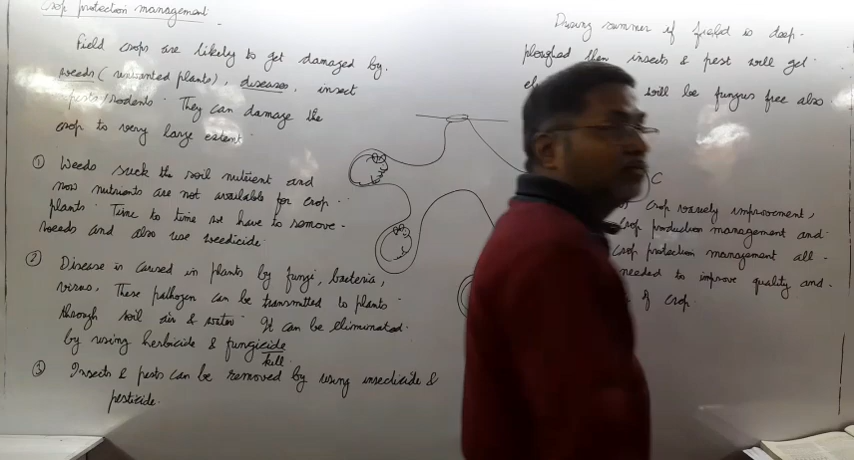 Crop protection management
Field crops are likely to get damaged by.
weeds (unwanted plants), diseases, insect
pests/rodents. They can damage the
crop to very large extent.
① Weeds suck the soil nutrient and
now nutrients are not available for crop.
plants. Time to time we have to remove
weeds and also use weedicide.
② Disease is caused in plants by fungi, bacteria,
virus. These pathogen can be transmitted to plants
through soil air & water. It can be eliminated.
by using herbicide & fungicide
kill.
③ Insects & pests can be removed by using insecticide &
pesticide.
During summer if field is deep-
ploughed then insects & pest will get
will be fungus free also
C
crop variety improvement,
crop production management and
crop protection management all
needed to improve quality and
of crop.